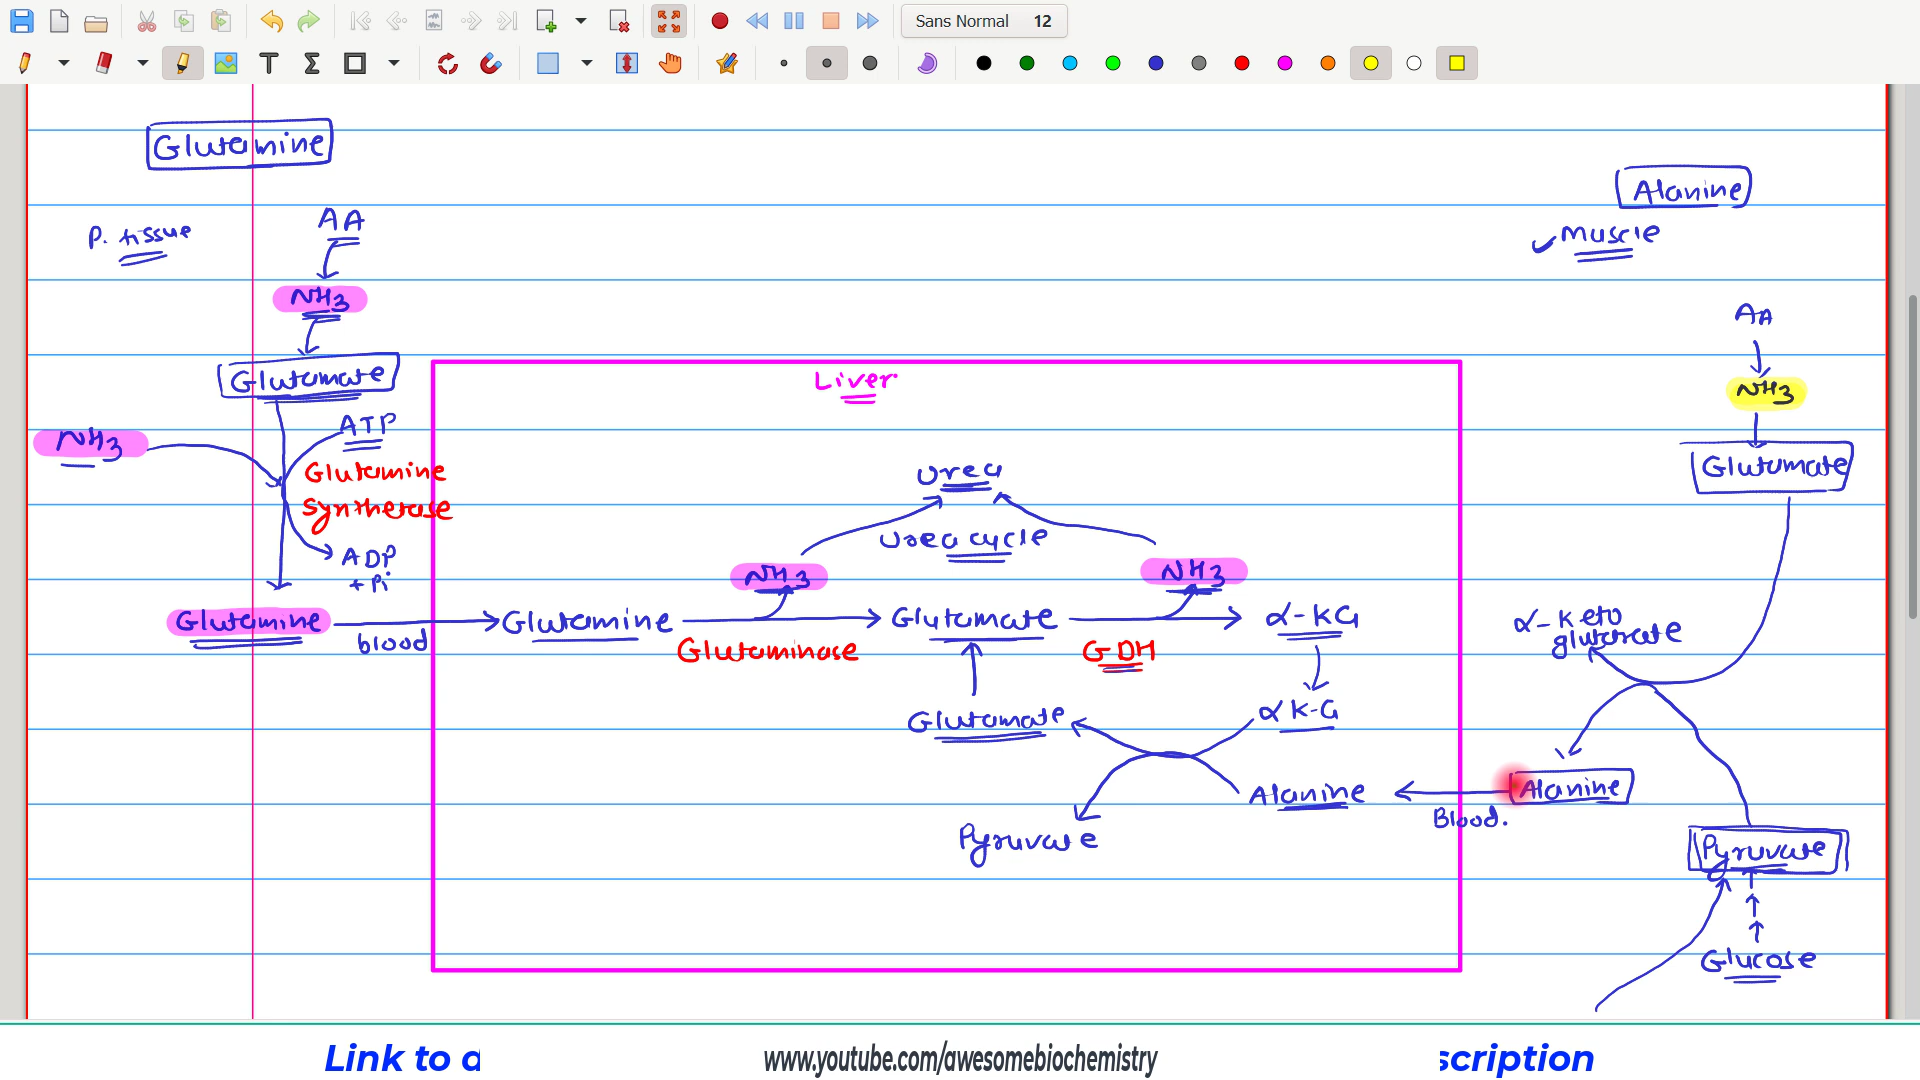 Sans Normal 12
Glutamine
Alanine
P. tissue
AA
Muscle
NH3
AA
Glutamate
Liver
NH3
ATP
NH3
Glutamine
Synthetase
Urea
Glutamate
Urea cycle
ADP
+ Pi
NH3
NH3
Glutamine
blood
Glutamine
Glutaminase
Glutamate
GDH
α-KG
α-Keto
glutarate
Glutamate
αK-G
Alanine
Blood.
Alanine
Pyruvate
Pyruvate
Glucose
Link to
www.youtube.com/awesomebiochemistry
scription